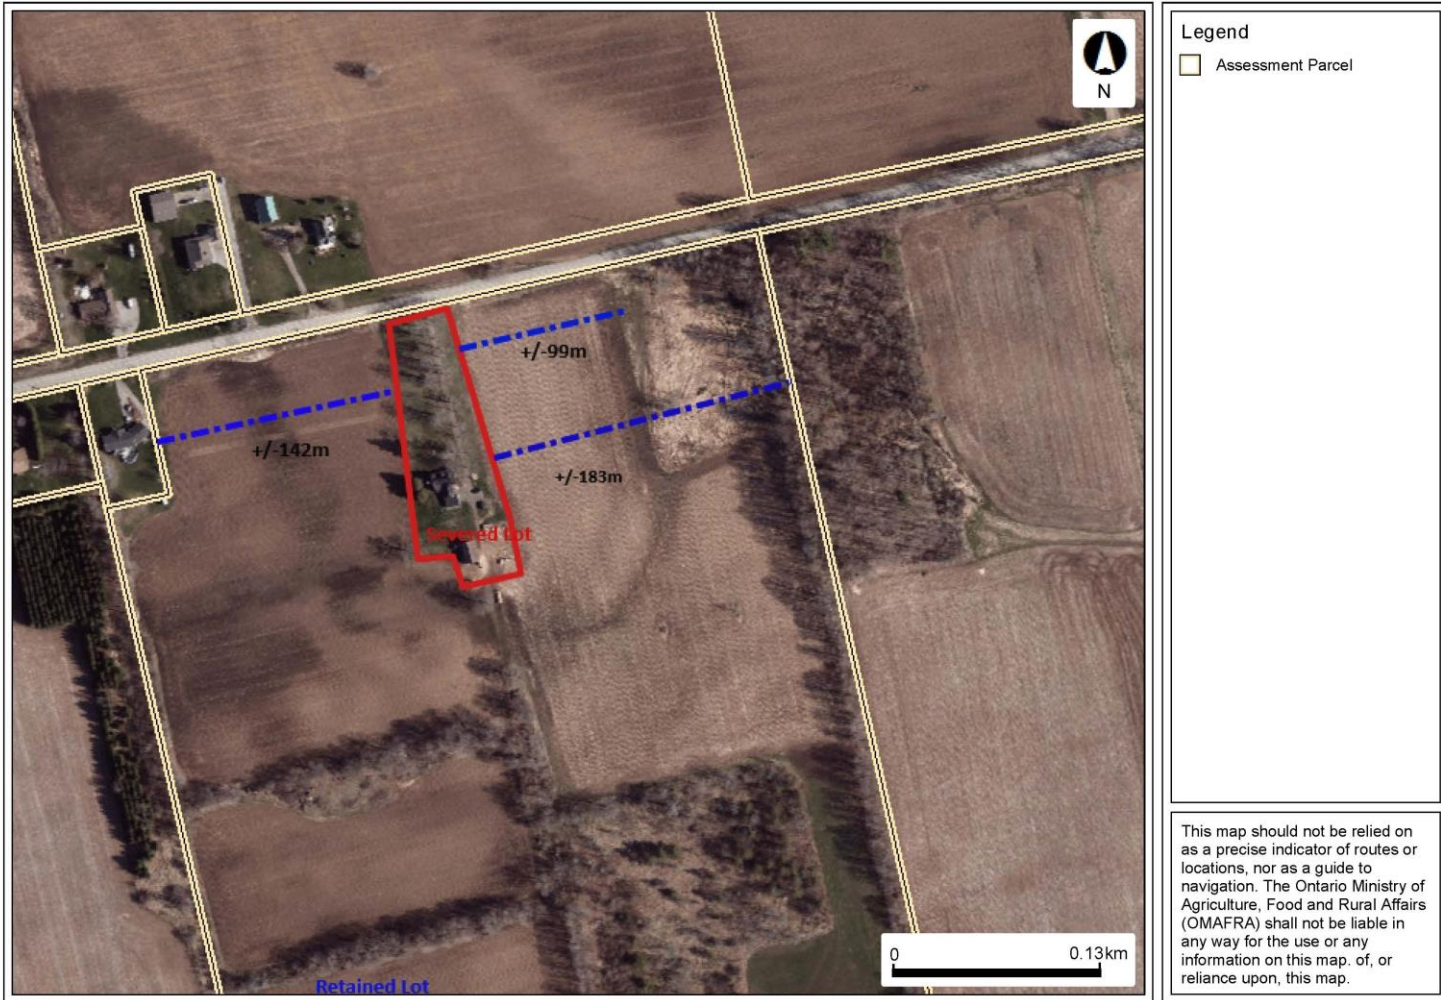 N
+/-99m
+/-142m
+/-183m
Severed Lot
Retained Lot
0 0.13km
Legend
Assessment Parcel
This map should not be relied on
as a precise indicator of routes or
locations, nor as a guide to
navigation. The Ontario Ministry of
Agriculture, Food and Rural Affairs
(OMAFRA) shall not be liable in
any way for the use or any
information on this map. of, or
reliance upon, this map.